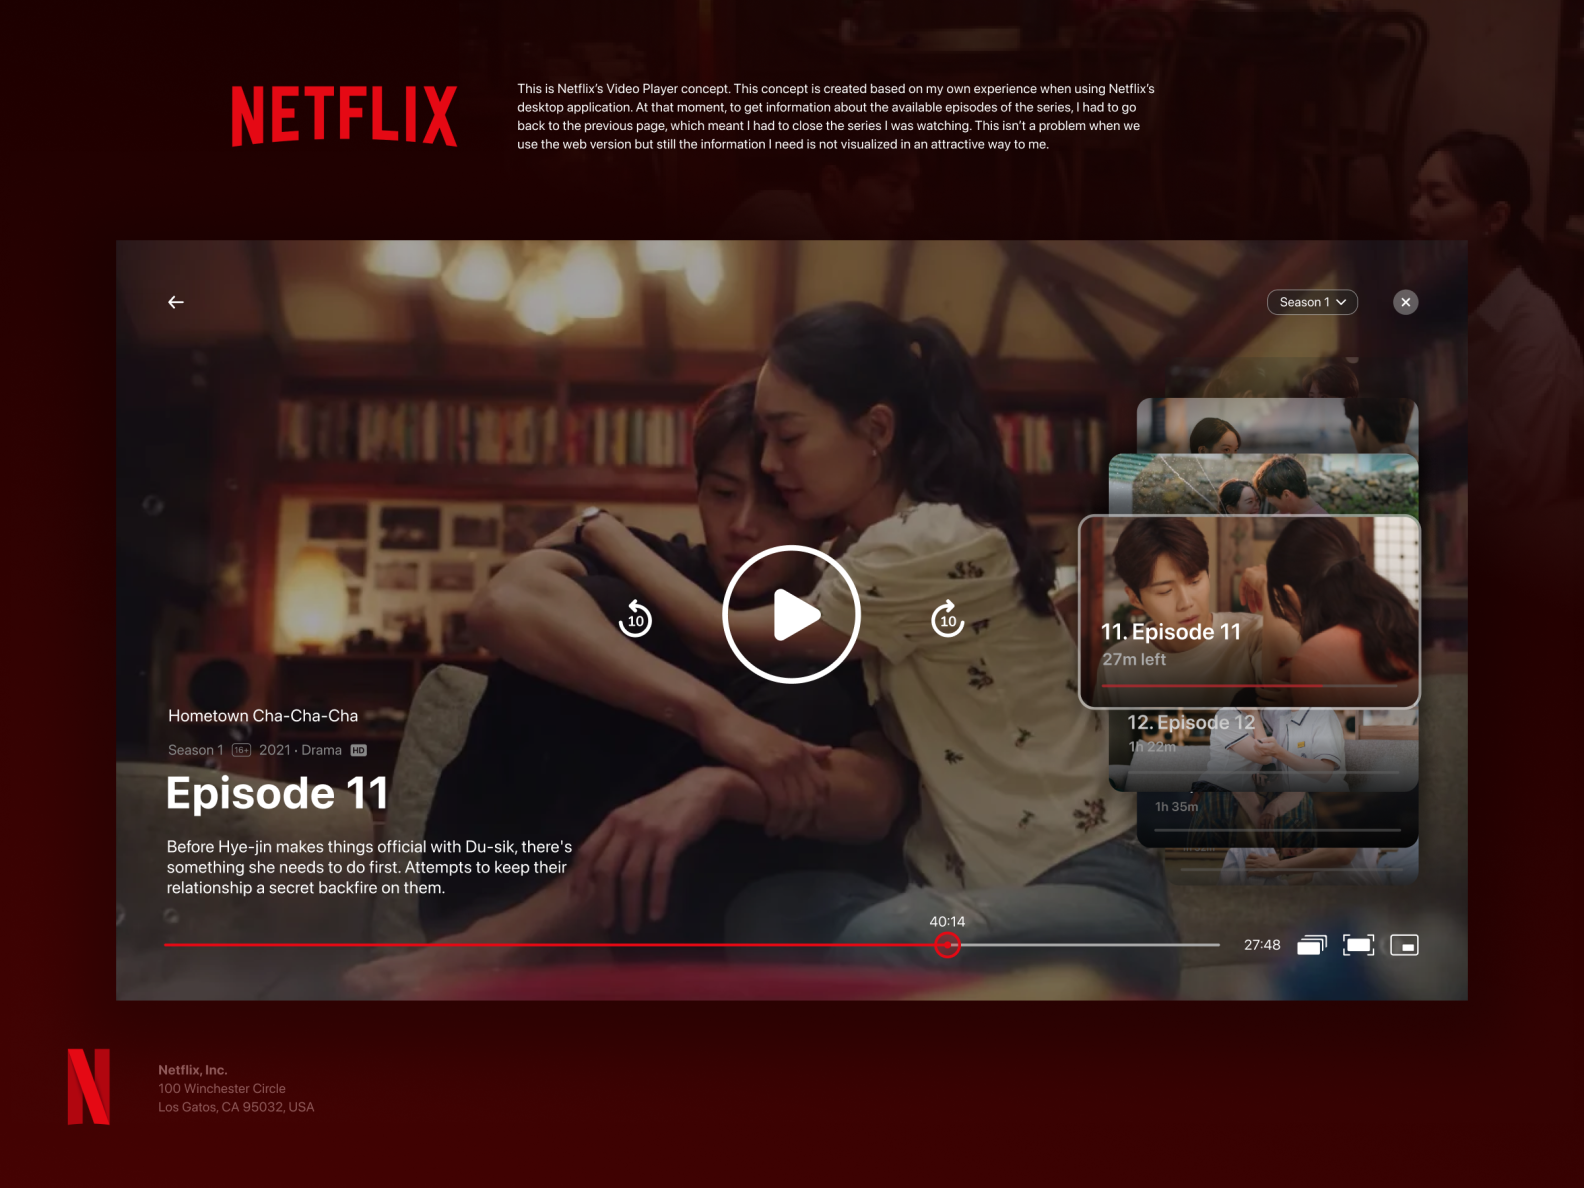 NETFLIX
This is Netflix’s Video Player concept. This concept is created based on my own experience when using Netflix’s
desktop application. At that moment, to get information about the available episodes of the series, I had to go
back to the previous page, which meant I had to close the series I was watching. This isn’t a problem when we
use the web version but still the information I need is not visualized in an attractive way to me.
Season 1
10
10
11. Episode 11
27m left
12. Episode 12
1h 22m
1h 35m
Hometown Cha-Cha-Cha
Season 1 16+ 2021 · Drama HD
Episode 11
Before Hye-jin makes things official with Du-sik, there's
something she needs to do first. Attempts to keep their
relationship a secret backfire on them.
40:14
27:48
N
Netflix, Inc.
100 Winchester Circle
Los Gatos, CA 95032, USA